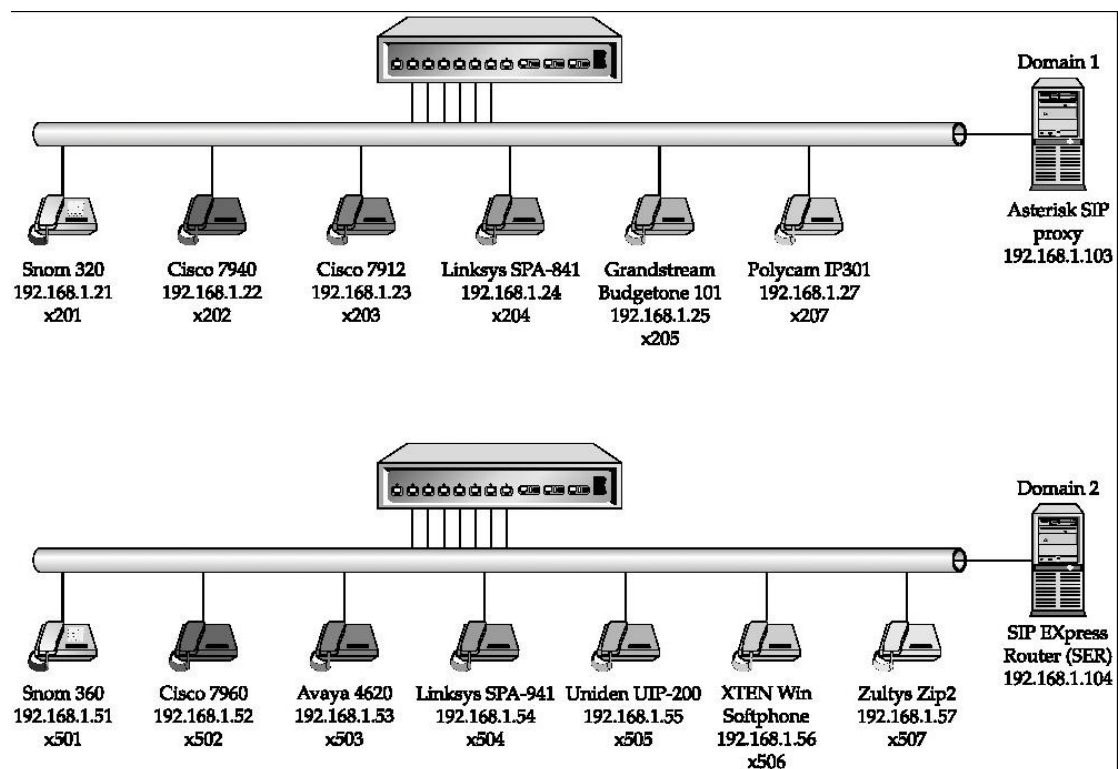 Domain 1
Asterisk SIP
proxy
192.168.1.103
Snom 320
192.168.1.21
x201
Cisco 7940
192.168.1.22
x202
Cisco 7912
192.168.1.23
x203
Linksys SPA-841
192.168.1.24
x204
Grandstream
Budgetone 101
192.168.1.25
x205
Polycam IP301
192.168.1.27
x207
Domain 2
SIP EXpress
Router (SER)
192.168.1.104
Snom 360
192.168.1.51
x501
Cisco 7960
192.168.1.52
x502
Avaya 4620
192.168.1.53
x503
Linksys SPA-941
192.168.1.54
x504
Uniden UIP-200
192.168.1.55
x505
XTEN Win
Softphone
192.168.1.56
x506
Zultys Zip2
192.168.1.57
x507